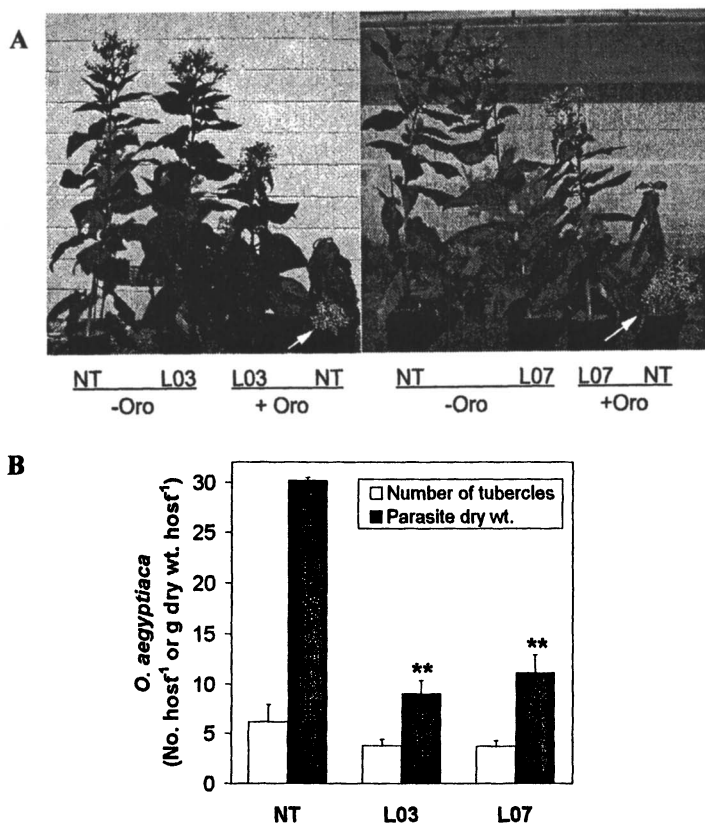 A
NT L03 L03 NT NT L07 L07 NT
-Oro + Oro -Oro +Oro
B
30
25
20
15
10
5
0
Number of tubercles
Parasite dry wt.
O. aegyptiaca
(No. host⁻¹ or g dry wt. host⁻¹)
** **
NT L03 L07